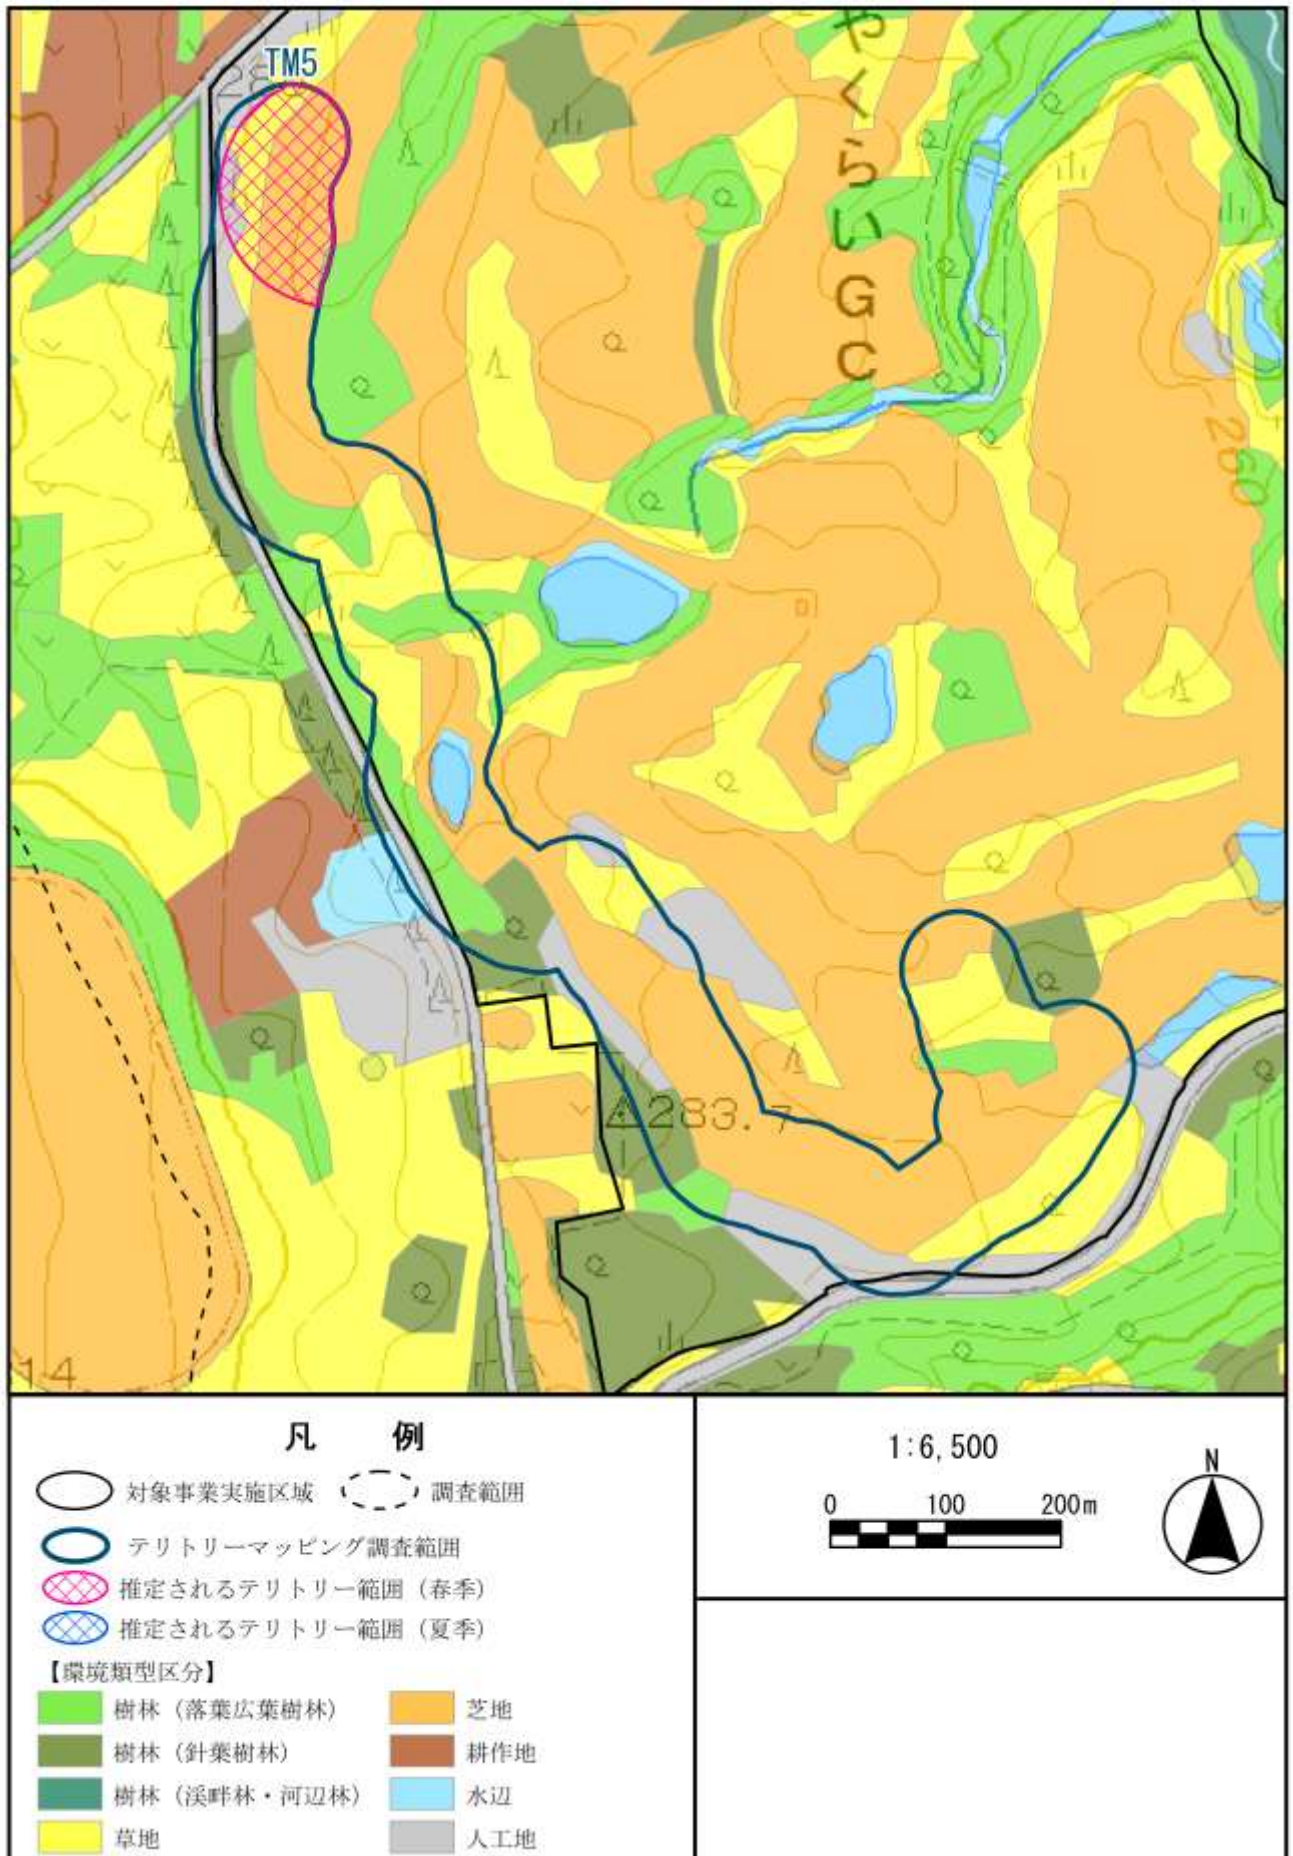 TM5
やくらいGC
260
283.7
14
凡 例
対象事業実施区域 調査範囲
テリトリーマッピング調査範囲
推定されるテリトリー範囲（春季）
推定されるテリトリー範囲（夏季）
【環境類型区分】
樹林（落葉広葉樹林） 芝地
樹林（針葉樹林） 耕作地
樹林（渓畔林・河辺林） 水辺
草地 人工地
1:6,500
0 100 200m
N